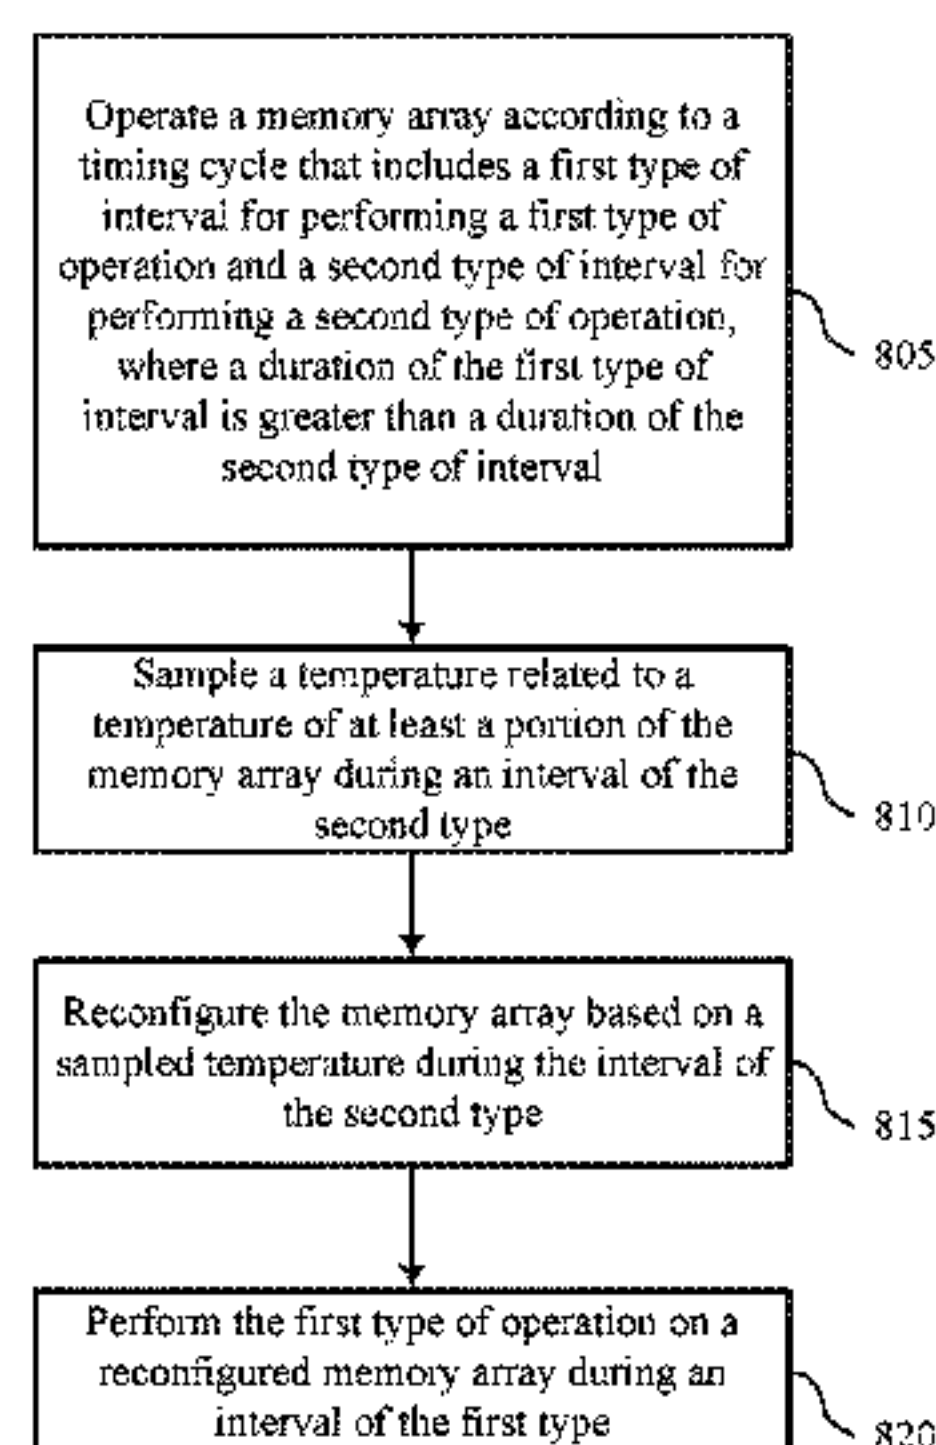 Operate a memory array according to a
timing cycle that includes a first type of
interval for performing a first type of
operation and a second type of interval for
performing a second type of operation,
where a duration of the first type of
interval is greater than a duration of the
second type of interval
805
Sample a temperature related to a
temperature of at least a portion of the
memory array during an interval of the
second type
810
Reconfigure the memory array based on a
sampled temperature during the interval of
the second type
815
Perform the first type of operation on a
reconfigured memory array during an
interval of the first type
820